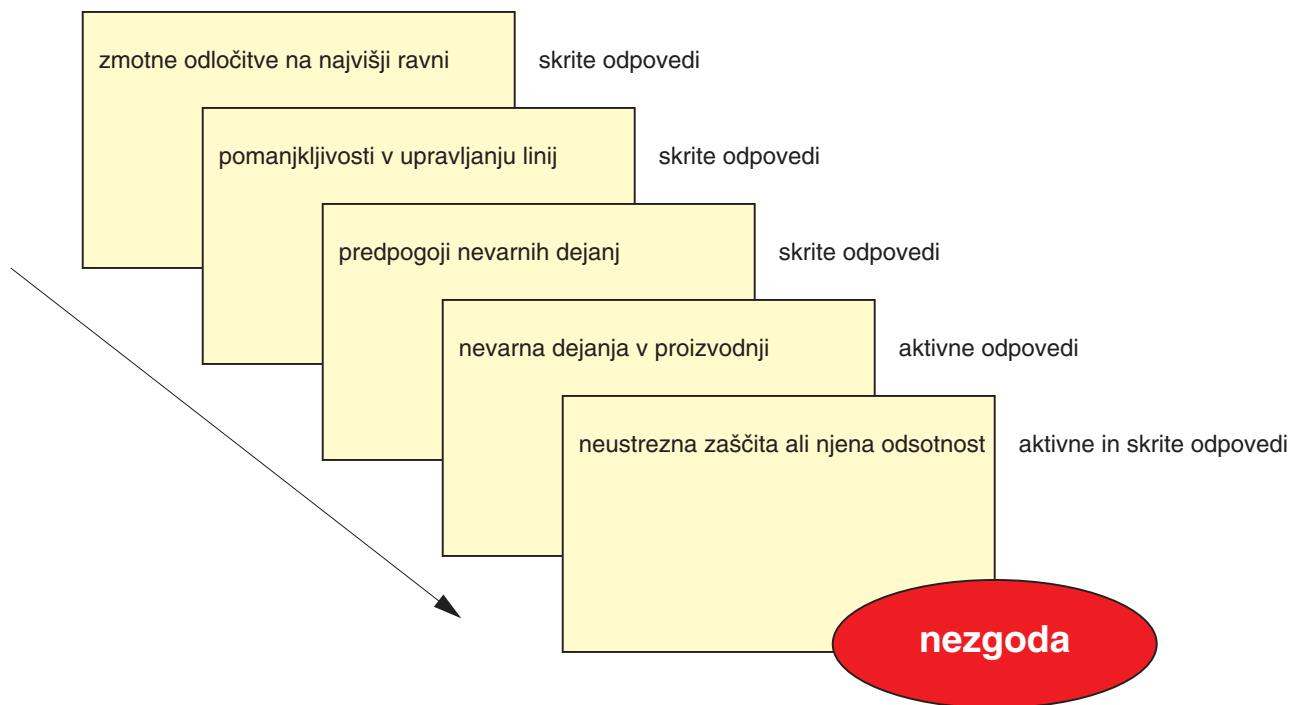 zmotne odločitve na najvišji ravni skrite odpovedi
pomanjkljivosti v upravljanju linij skrite odpovedi
predpogoji nevarnih dejanj skrite odpovedi
nevarna dejanja v proizvodnji aktivne odpovedi
neustrezna zaščita ali njena odsotnost aktivne in skrite odpovedi
nezgoda